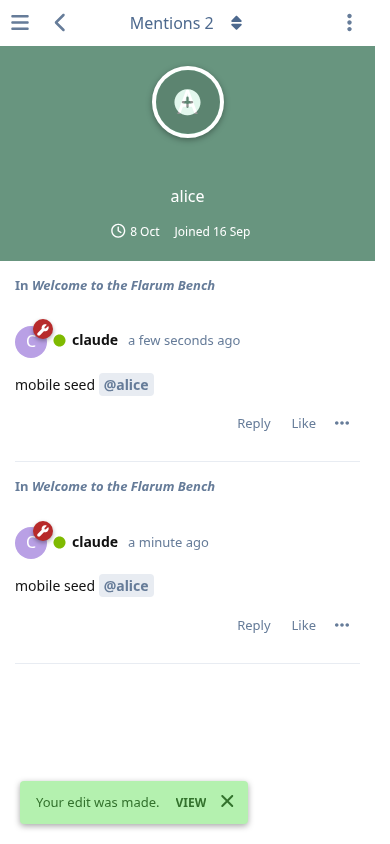 Mentions 2
alice
8 Oct Joined 16 Sep
In Welcome to the Flarum Bench
C claude a few seconds ago
mobile seed @alice
Reply Like
In Welcome to the Flarum Bench
C claude a minute ago
mobile seed @alice
Reply Like
Your edit was made. VIEW